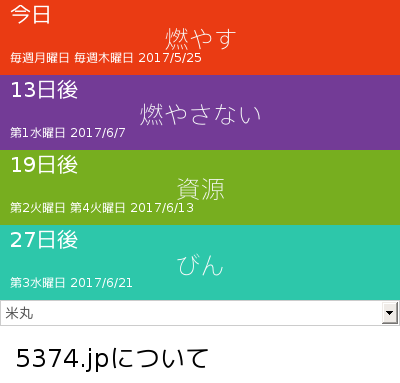 今日
燃やす
毎週月曜日 毎週木曜日 2017/5/25
13日後
燃やさない
第1水曜日 2017/6/7
19日後
資源
第2火曜日 第4火曜日 2017/6/13
27日後
びん
第3水曜日 2017/6/21
米丸
5374.jpについて